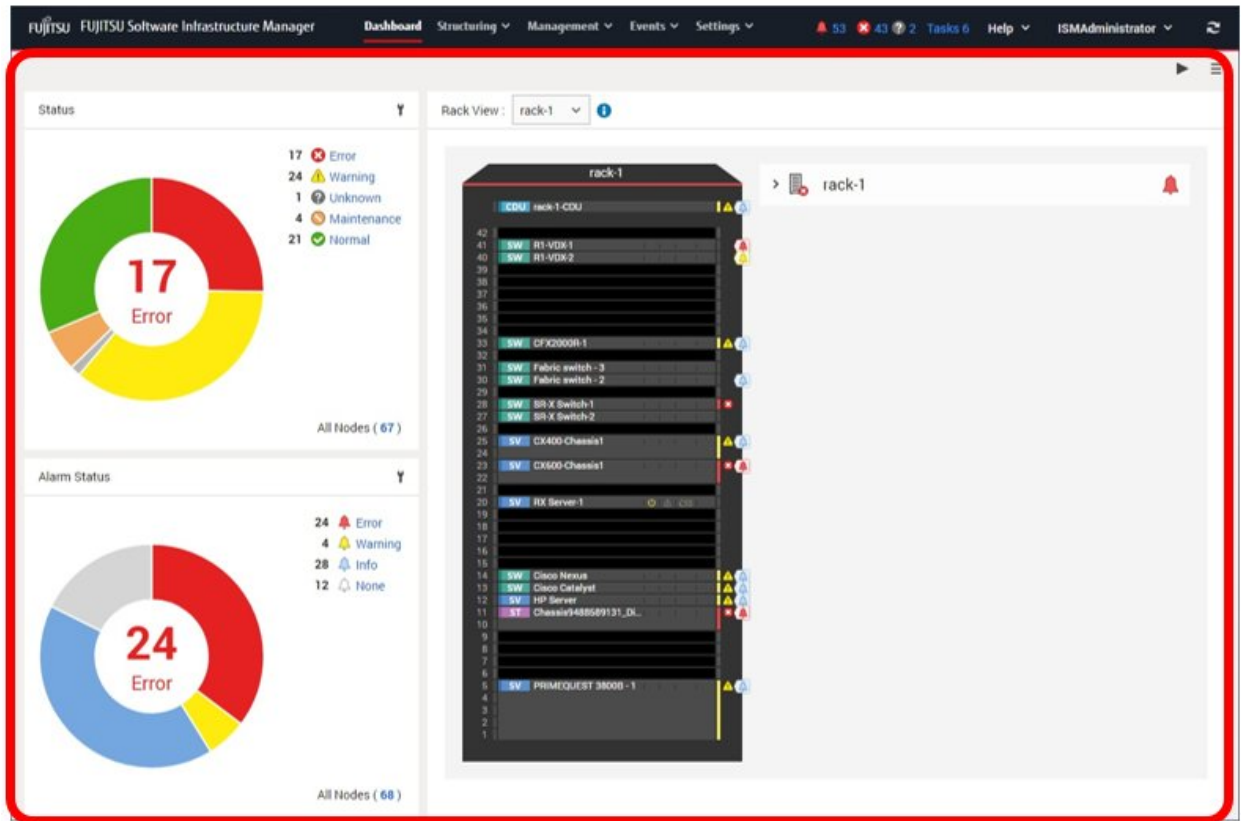 FUJITSU FUJITSU Software Infrastructure Manager Dashboard Structuring Management Events Settings 53 43 2 Tasks 6 Help ISMAdministrator
Status
17 Error
24 Warning
1 Unknown
4 Maintenance
21 Normal
17
Error
All Nodes ( 67 )
Alarm Status
24 Error
4 Warning
28 Info
12 None
24
Error
All Nodes ( 68 )
Rack View : rack-1
rack-1
CDU rack-1-CDU
42
41 SW R1-VDX-1
40 SW R1-VDX-2
39
38
37
36
35
34
33 SW CFX2000R-1
32
31 SW Fabric switch - 3
30 SW Fabric switch - 2
29
28 SW SR-X Switch-1
27 SW SR-X Switch-2
26
25 SV CX400-Chassis1
24
23 SV CX600-Chassis1
22
21
20 SV RX Server-1
19
18
17
16
15
14 SW Cisco Nexus
13 SW Cisco Catalyst
12 SV HP Server
11 ST Chassis9488589131_Di...
10
9
8
7
6
5 SV PRIMEQUEST 3800B - 1
4
3
2
1
rack-1